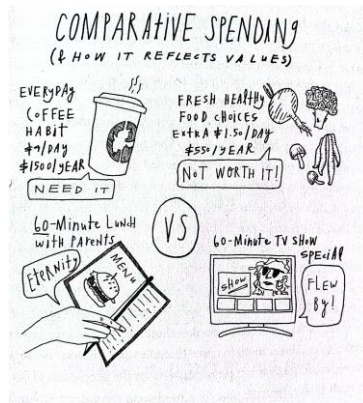 COMPARATIVE SPENDING
(& HOW IT REFLECTS VALUES)
EVERYDAY
COFFEE
HABIT
$4/DAY
$1500/YEAR
NEED IT
FRESH HEALTHY
FOOD CHOICES
EXTRA $1.50/DAY
$550/YEAR
NOT WORTH IT!
VS
60-MINUTE LUNCH
WITH PARENTS
ETERNITY
MENU
60-MINUTE TV SHOW
SPECIAL
SHOW
FLEW
BY!